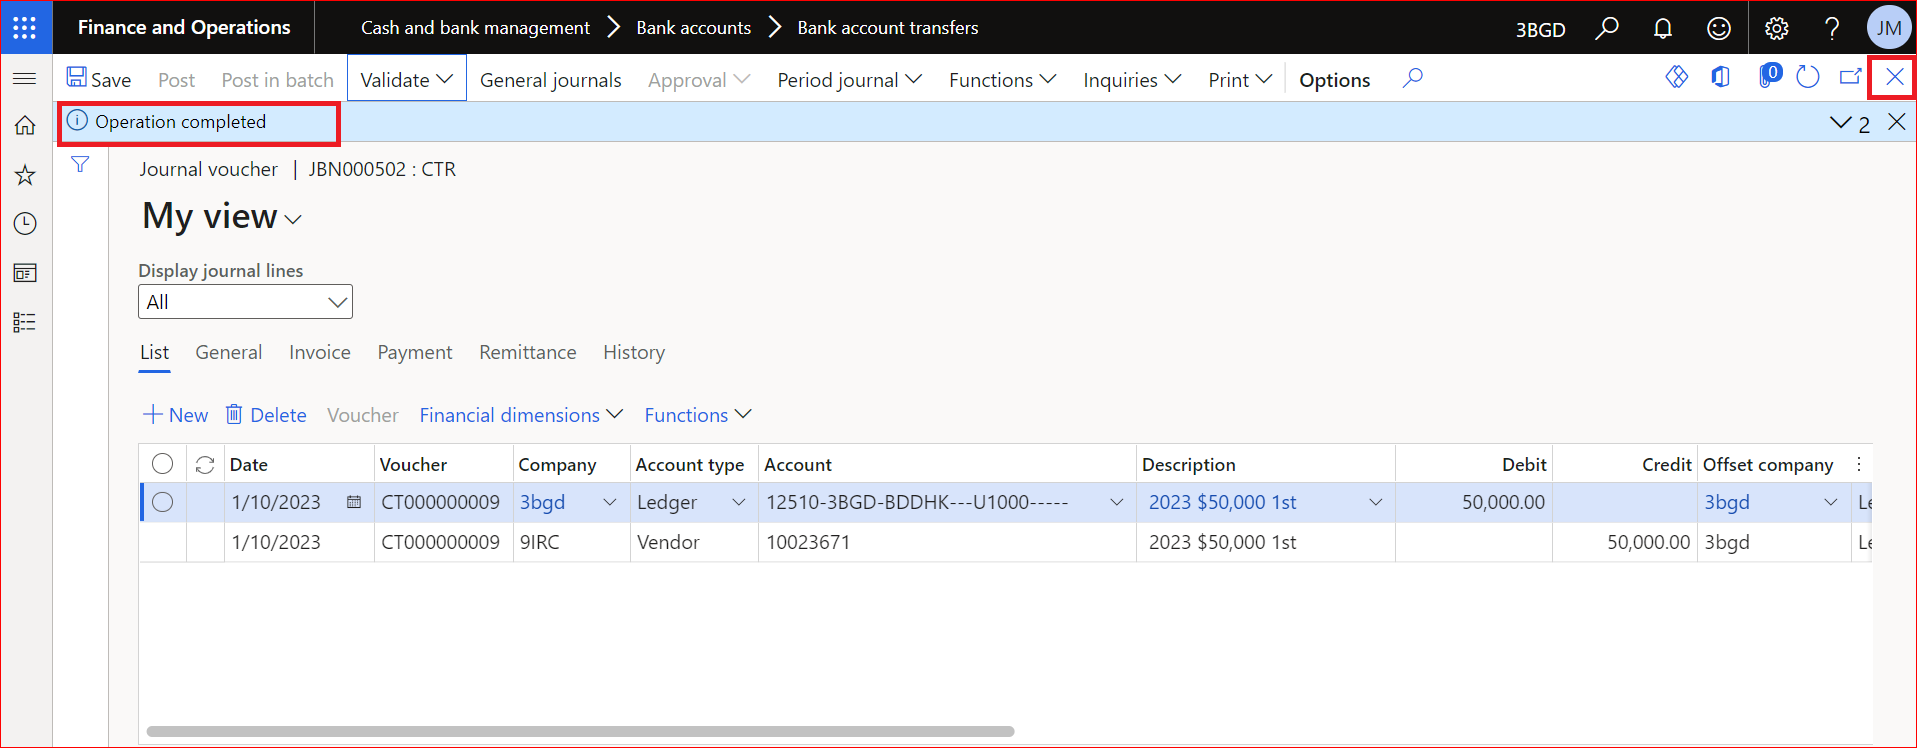 Finance and Operations Cash and bank management Bank accounts Bank account transfers 3BGD ? JM
Save Post Post in batch Validate General journals Approval Period journal Functions Inquiries Print Options 0
Operation completed 2
Journal voucher | JBN000502 : CTR
My view
Display journal lines
All
List General Invoice Payment Remittance History
New Delete Voucher Financial dimensions Functions
Date Voucher Company Account type Account Description Debit Credit Offset company
1/10/2023 CT000000009 3bgd Ledger 12510-3BGD-BDDHK---U1000----- 2023 $50,000 1st 50,000.00 3bgd Le
1/10/2023 CT000000009 9IRC Vendor 10023671 2023 $50,000 1st 50,000.00 3bgd Le